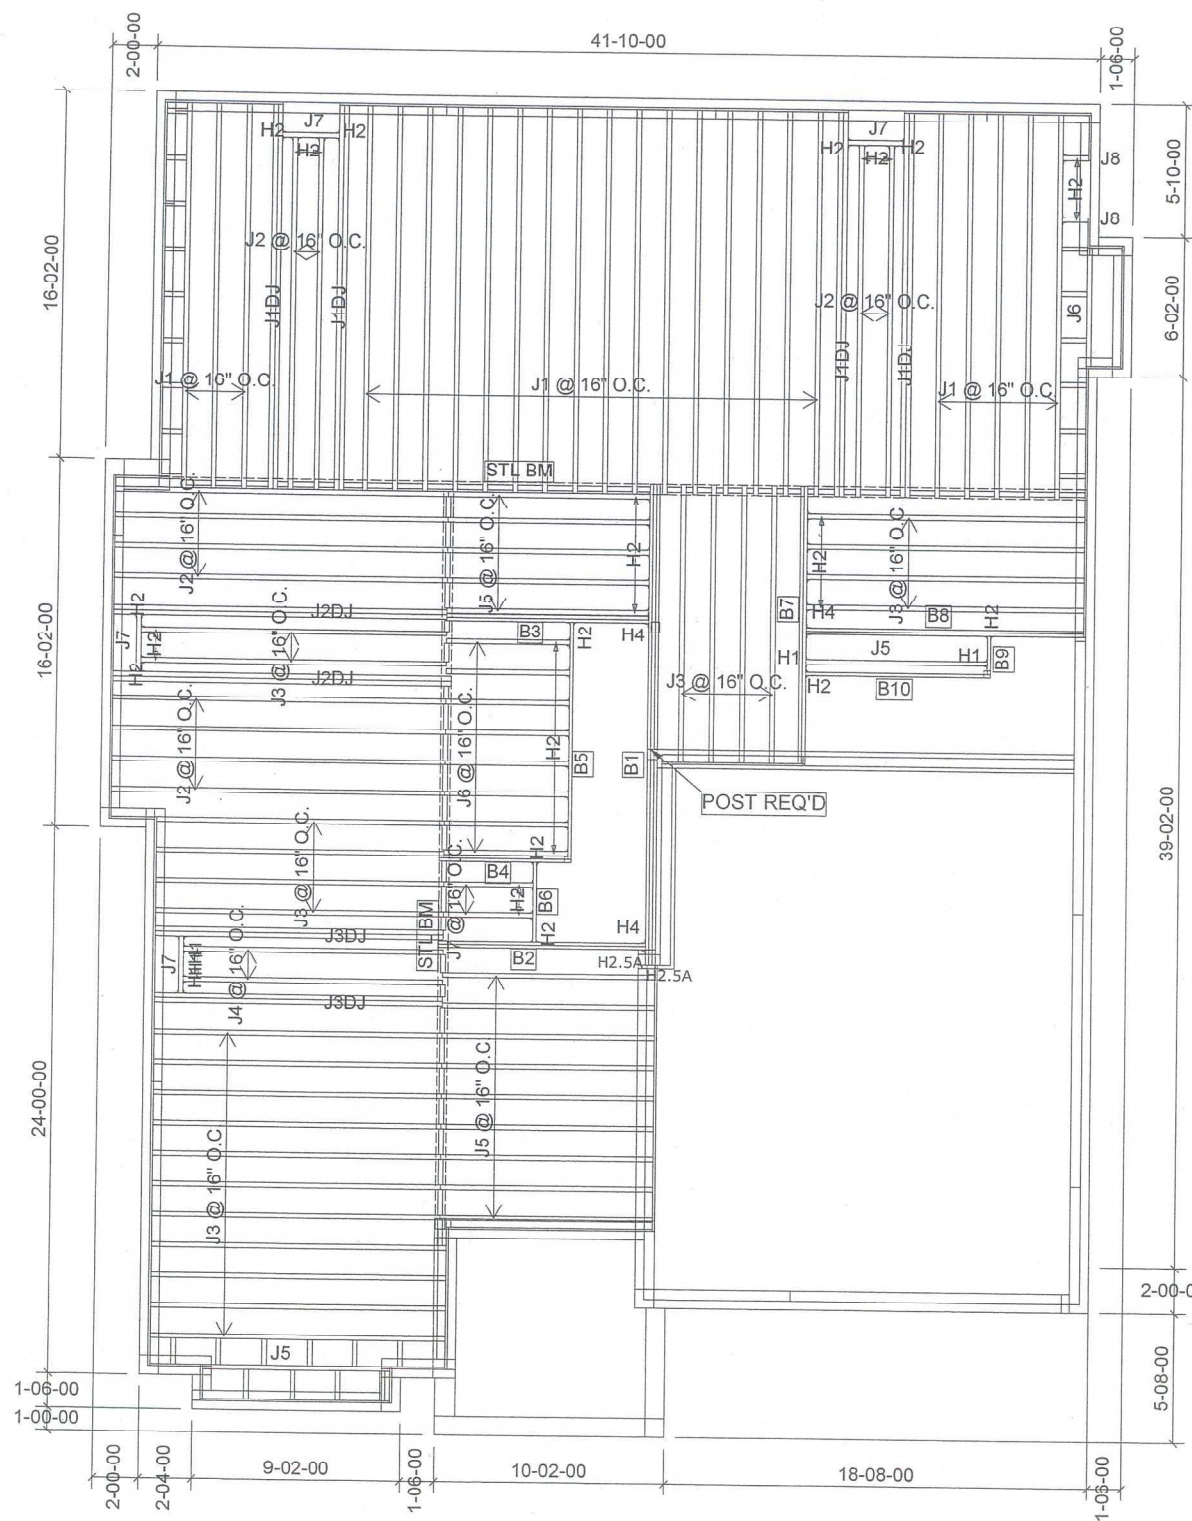 2-00-00
41-10-00
1-06-00
J7
H2
H2
H2
J7
H2
H2
H2
J8
H2
J8
5-10-00
16-02-00
J2 @ 16" O.C.
J1DJ
J1DJ
J2 @ 16" O.C.
J6
6-02-00
J1DJ
J1DJ
J1 @ 16" O.C.
J1 @ 16" O.C.
J1 @ 16" O.C.
STL BM
J2 @ 16" O.C.
J5 @ 16" O.C.
H2
H2
J3 @ 16" O.C.
16-02-00
H2
J7
H2
H2
J2DJ
J3 @ 16" O.C.
J2DJ
B3
H2
H4
B7
H4
B8
H2
H1
J5
H1
B9
H2
B10
J3 @ 16" O.C.
J2 @ 16" O.C.
J6 @ 16" O.C.
H2
B5
B1
POST REQ'D
39-02-00
J3 @ 16" O.C.
H2
B4
J7 @ 16" O.C.
H2
B6
H2
H4
STL BM
J3DJ
J7
J4 @ 16" O.C.
J3DJ
B2
H2.5A
H2.5A
24-00-00
J3 @ 16" O.C.
J5 @ 16" O.C.
J5
5-08-00
1-06-00
1-00-00
2-00-00
2-04-00
9-02-00
1-06-00
10-02-00
18-08-00
1-06-00